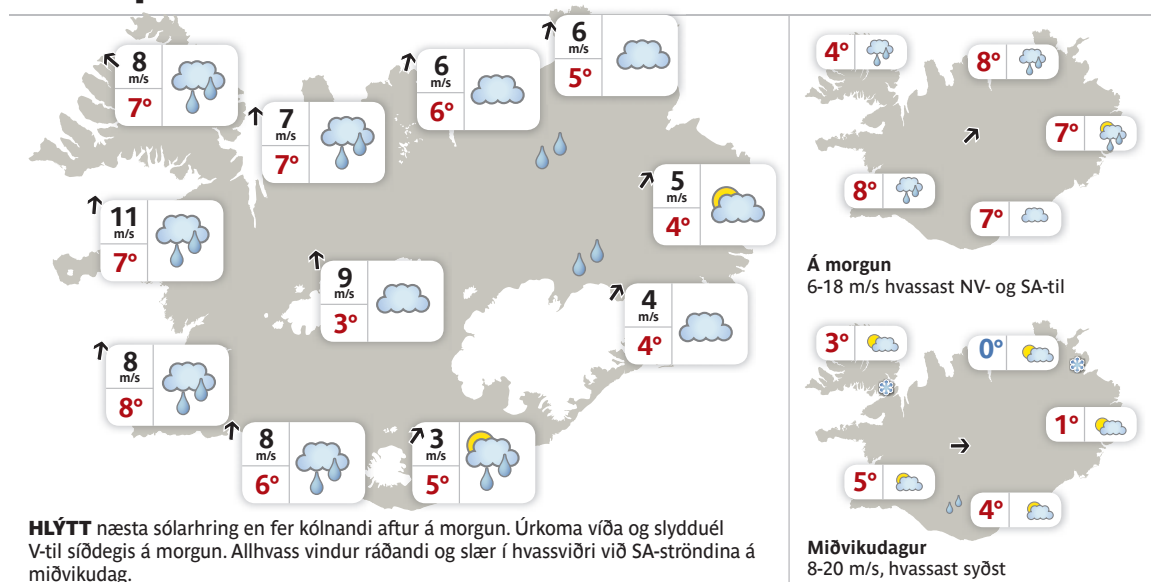 8
m/s
7°
7
m/s
7°
6
m/s
6°
6
m/s
5°
11
m/s
7°
5
m/s
4°
9
m/s
3°
4
m/s
4°
8
m/s
8°
8
m/s
6°
3
m/s
5°
HLÝTT næsta sólarhring en fer kólnandi aftur á morgun. Úrkoma víða og slydduél
V-til síðdegis á morgun. Allhvass vindur ráðandi og slær í hvassviðri við SA-ströndina á
miðvikudag.
4°
8°
7°
8°
7°
Á morgun
6-18 m/s hvassast NV- og SA-til
3°
0°
1°
5°
4°
Miðvikudagur
8-20 m/s, hvassast syðst